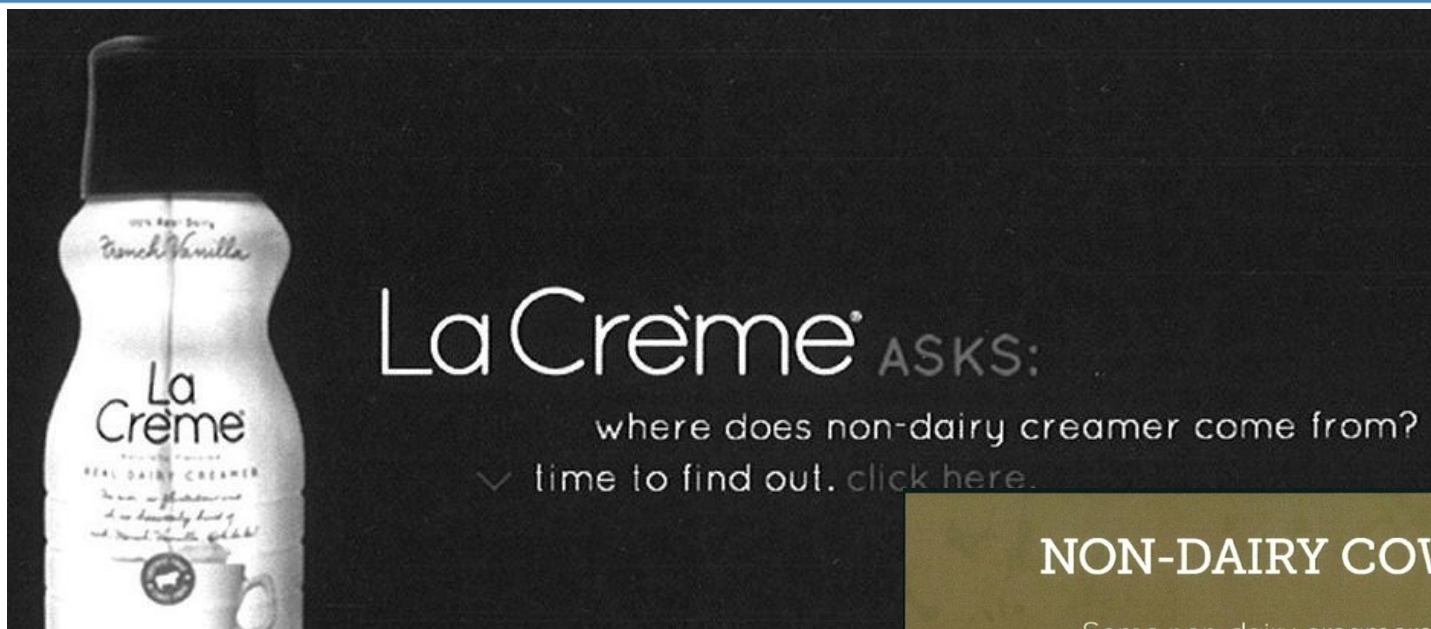 100% Real Dairy
French Vanilla
La Crème® ASKS:
where does non-dairy creamer come from?
time to find out. click here.
La
Crème®
REAL DAIRY CREAMER
NON-DAIRY COW